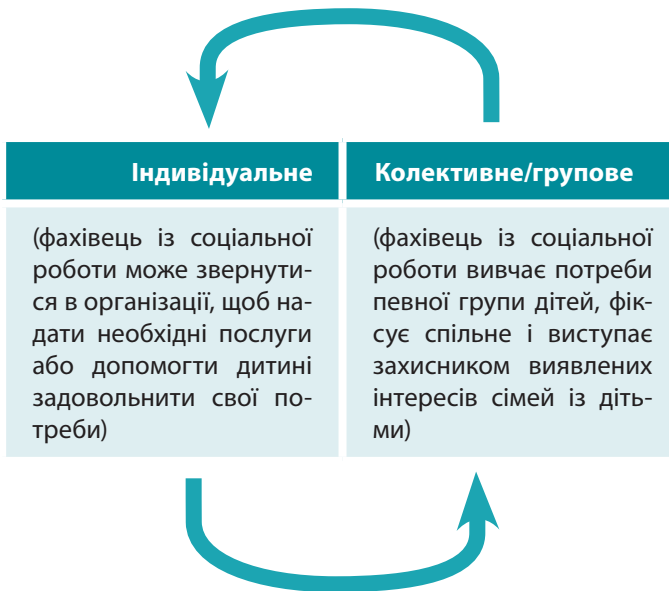 Індивідуальне
(фахівець із соціальної
роботи може звернути-
ся в організації, щоб на-
дати необхідні послуги
або допомогти дитині
задовольнити свої по-
треби)
Колективне/групове
(фахівець із соціальної
роботи вивчає потреби
певної групи дітей, фік-
сує спільне і виступає
захисником виявлених
інтересів сімей із діть-
ми)